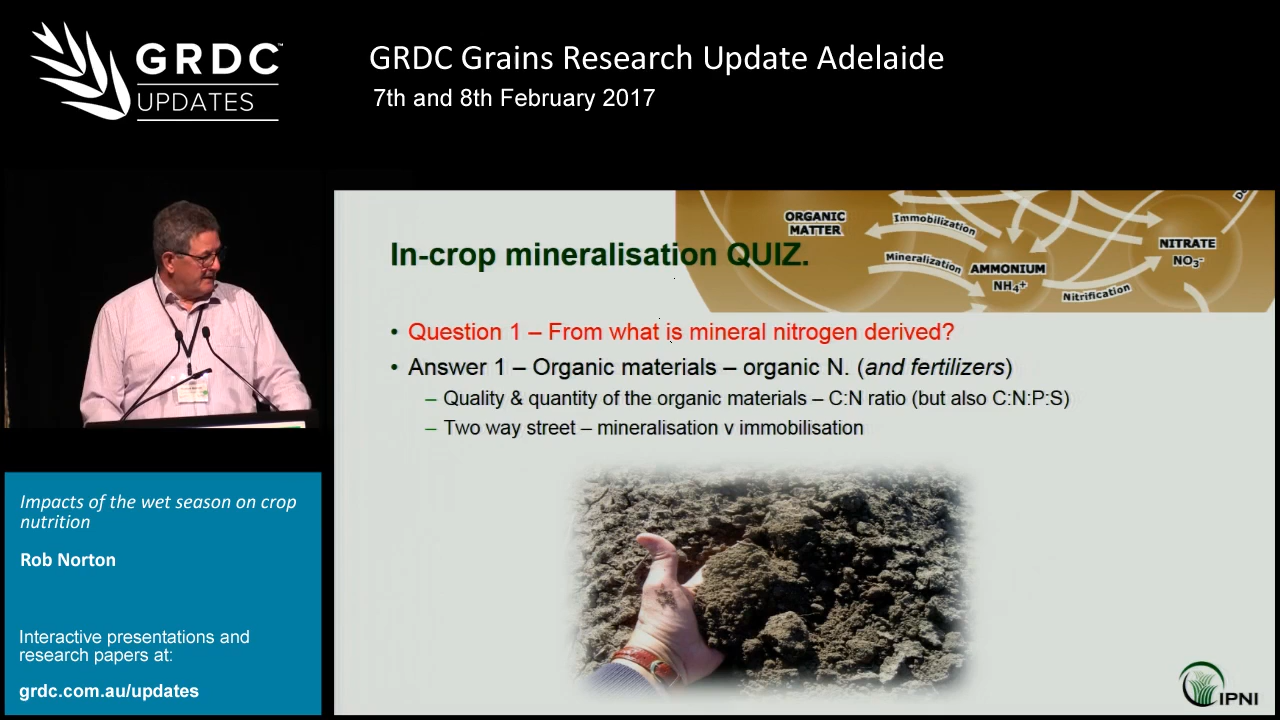 GRDC™
UPDATES
GRDC Grains Research Update Adelaide
7th and 8th February 2017
ORGANIC
MATTER
Immobilization
Mineralization
AMMONIUM
NH₄⁺
Nitrification
NITRATE
NO₃⁻
In-crop mineralisation QUIZ.
• Question 1 – From what is mineral nitrogen derived?
• Answer 1 – Organic materials – organic N. (and fertilizers)
– Quality & quantity of the organic materials – C:N ratio (but also C:N:P:S)
– Two way street – mineralisation v immobilisation
IPNI
Impacts of the wet season on crop
nutrition
Rob Norton
Interactive presentations and
research papers at:
grdc.com.au/updates